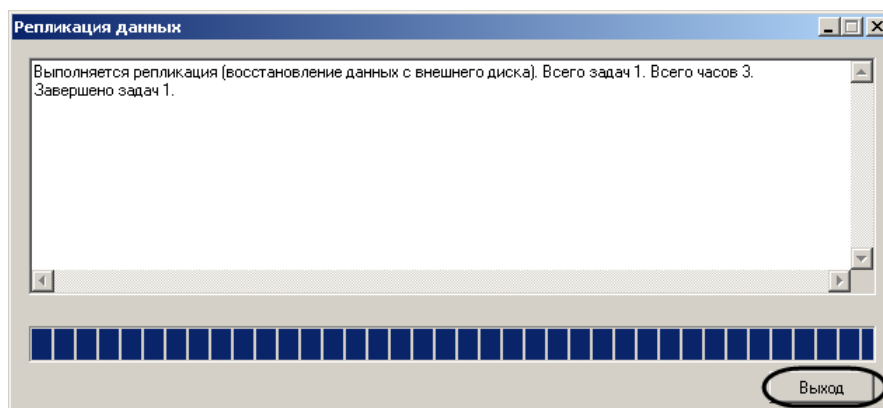 Репликация данных
Выполняется репликация (восстановление данных с внешнего диска). Всего задач 1. Всего часов 3.
Завершено задач 1.
Выход